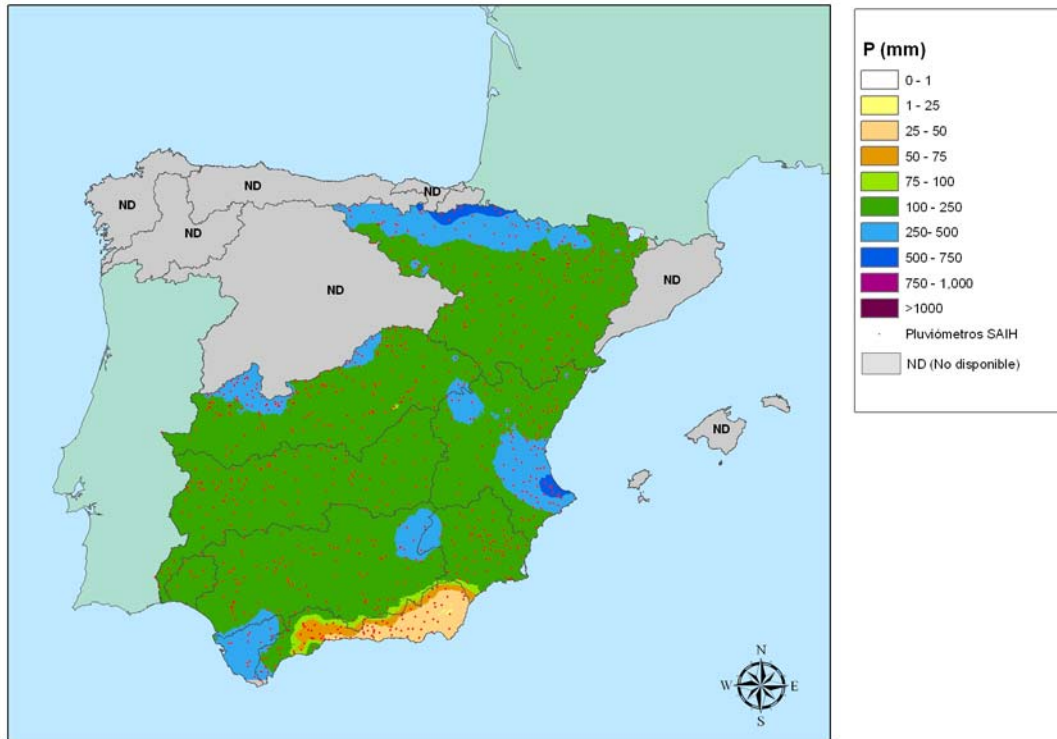 P (mm)
0 - 1
1 - 25
25 - 50
50 - 75
75 - 100
100 - 250
250- 500
500 - 750
750 - 1,000
>1000
Pluviómetros SAIH
ND (No disponible)
ND
ND
ND
ND
ND
ND
ND
N
W
E
S